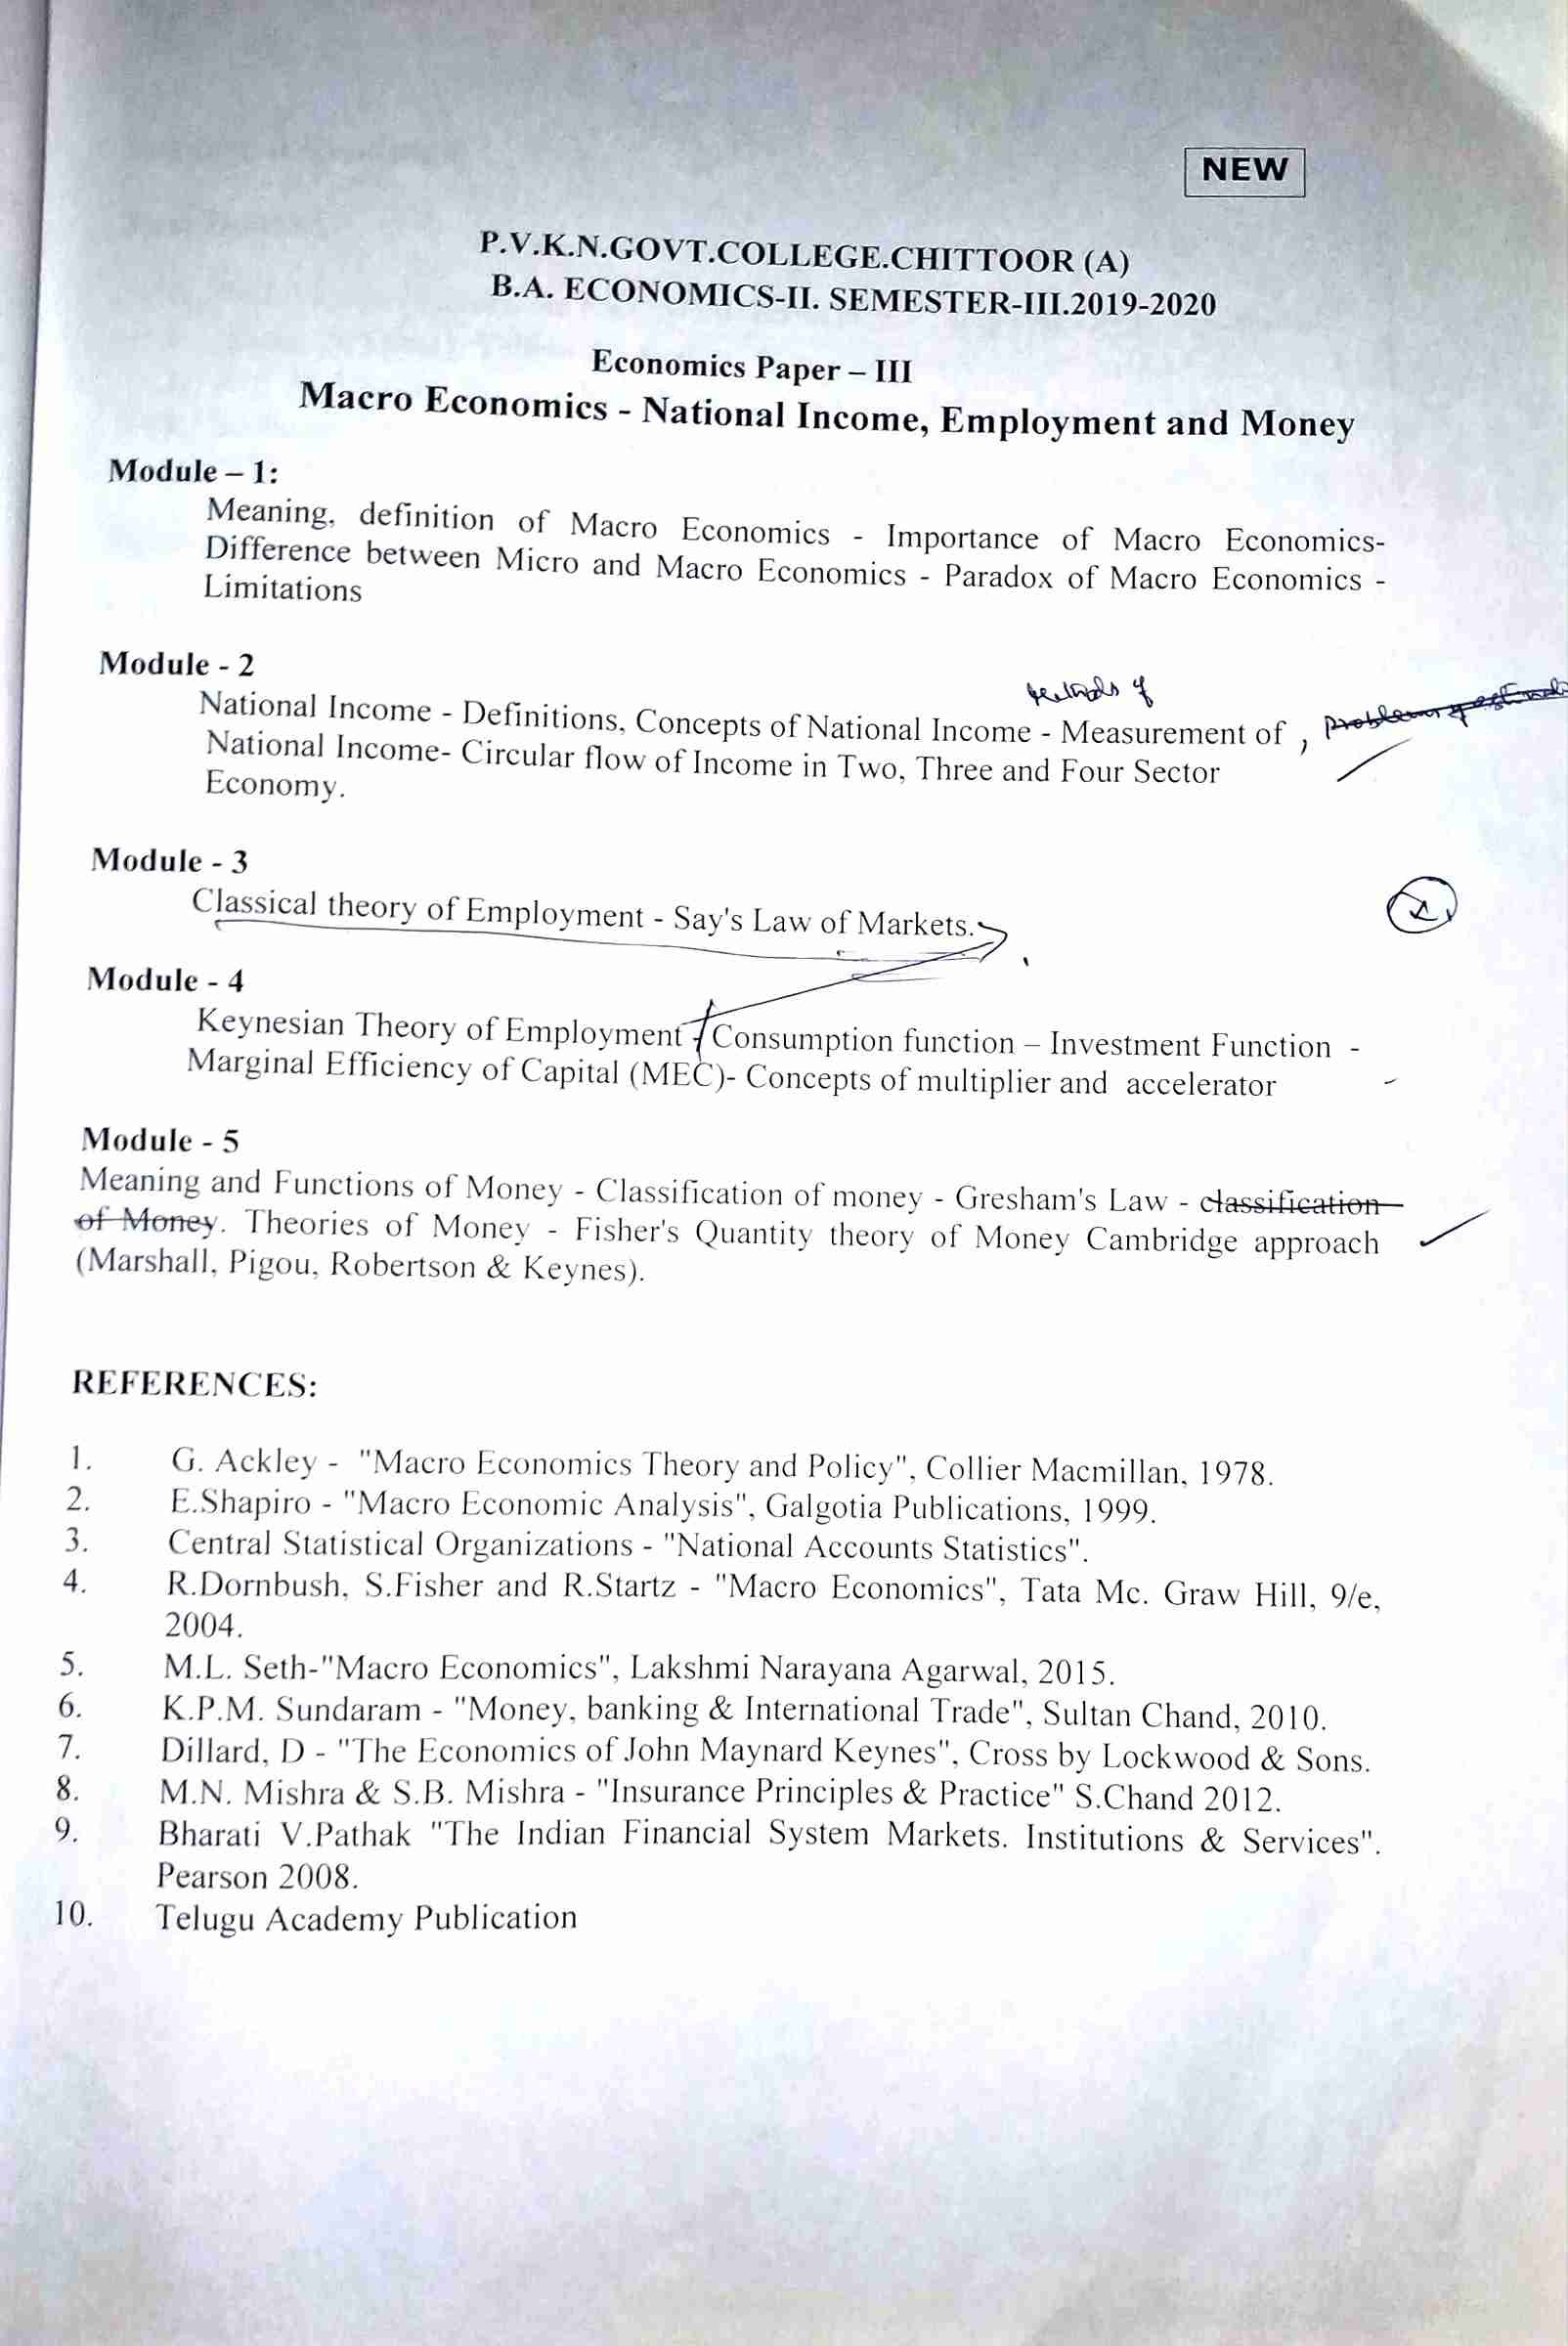 NEW
P.V.K.N.GOVT.COLLEGE.CHITTOOR (A)
B.A. ECONOMICS-II. SEMESTER-III.2019-2020
Economics Paper – III
Macro Economics - National Income, Employment and Money
Module – 1:
Meaning, definition of Macro Economics - Importance of Macro Economics-
Difference between Micro and Macro Economics - Paradox of Macro Economics -
Limitations
Module - 2
methods of
National Income - Definitions, Concepts of National Income - Measurement of , problems of
National Income- Circular flow of Income in Two, Three and Four Sector
Economy.
Module - 3
Classical theory of Employment - Say's Law of Markets.
Module - 4
Keynesian Theory of Employment - Consumption function – Investment Function -
Marginal Efficiency of Capital (MEC)- Concepts of multiplier and accelerator
Module - 5
Meaning and Functions of Money - Classification of money - Gresham's Law - classification
of Money. Theories of Money - Fisher's Quantity theory of Money Cambridge approach
(Marshall, Pigou, Robertson & Keynes).
REFERENCES:
1. G. Ackley - "Macro Economics Theory and Policy", Collier Macmillan, 1978.
2. E.Shapiro - "Macro Economic Analysis", Galgotia Publications, 1999.
3. Central Statistical Organizations - "National Accounts Statistics".
4. R.Dornbush, S.Fisher and R.Startz - "Macro Economics", Tata Mc. Graw Hill, 9/e,
2004.
5. M.L. Seth-"Macro Economics", Lakshmi Narayana Agarwal, 2015.
6. K.P.M. Sundaram - "Money, banking & International Trade", Sultan Chand, 2010.
7. Dillard, D - "The Economics of John Maynard Keynes", Cross by Lockwood & Sons.
8. M.N. Mishra & S.B. Mishra - "Insurance Principles & Practice" S.Chand 2012.
9. Bharati V.Pathak "The Indian Financial System Markets. Institutions & Services".
Pearson 2008.
10. Telugu Academy Publication